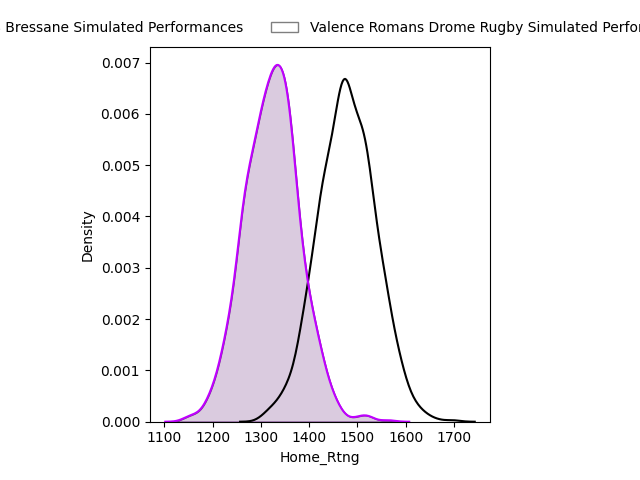 Bressane Simulated Performances
Valence Romans Drome Rugby Simulated Perfo
0.007
0.006
0.005
0.004
0.003
0.002
0.001
0.000
Density
1100 1200 1300 1400 1500 1600 1700
Home_Rtng